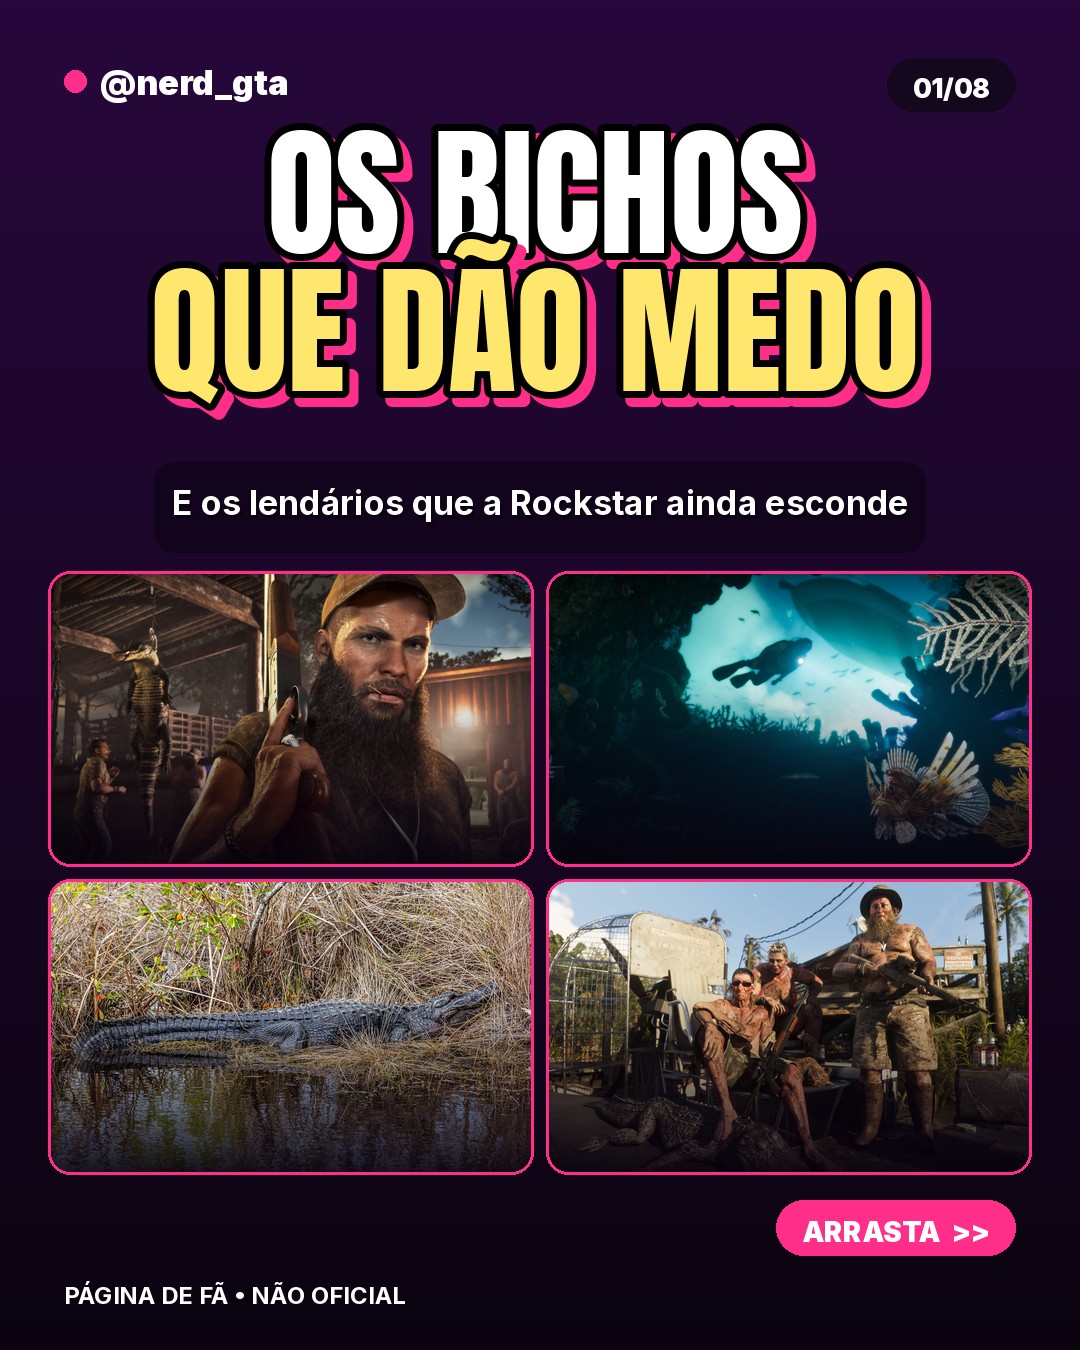 @nerd_gta
01/08
OS BICHOS
QUE DÃO MEDO
E os lendários que a Rockstar ainda esconde
ARRASTA >>
PÁGINA DE FÃ • NÃO OFICIAL